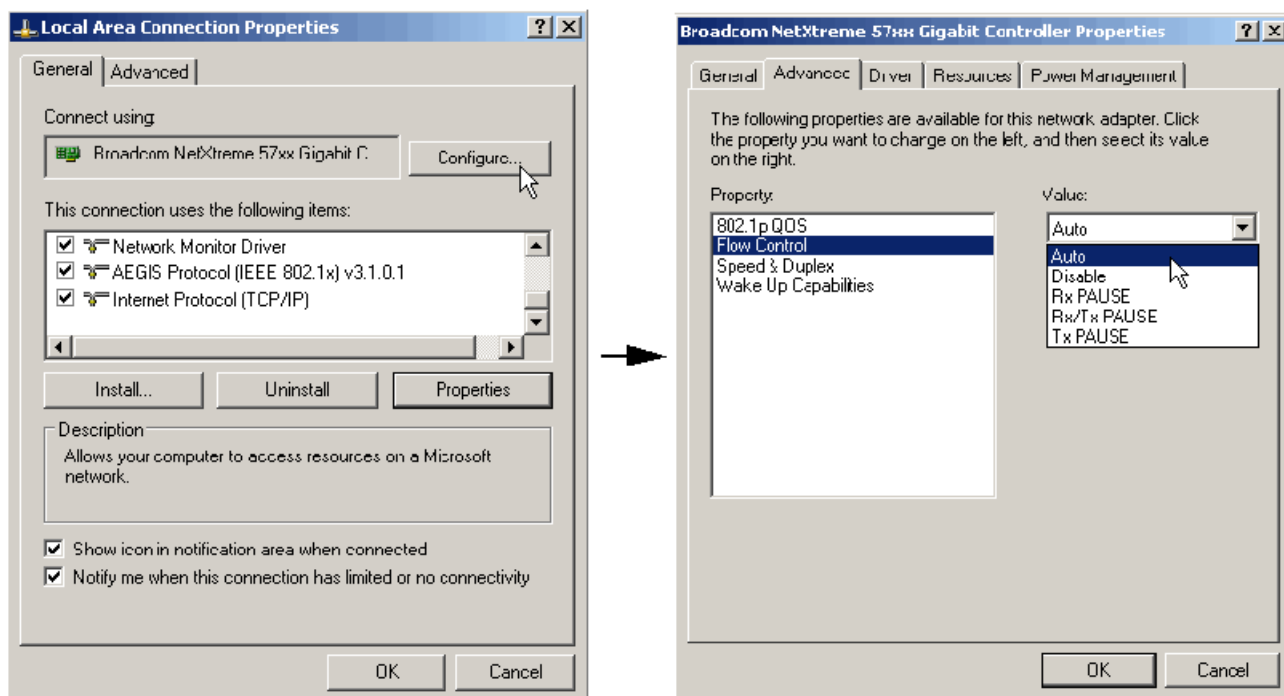 Local Area Connection Properties
General
Advanced
Connect using:
Broadcom NetXtreme 57xx Gigabit C
Configure...
This connection uses the following items:
Network Monitor Driver
AEGIS Protocol (IEEE 802.1x) v3.1.0.1
Internet Protocol (TCP/IP)
Install...
Uninstall
Properties
Description
Allows your computer to access resources on a Microsoft
network.
Show icon in notification area when connected
Notify me when this connection has limited or no connectivity
OK
Cancel
Broadcom NetXtreme 57xx Gigabit Controller Properties
General
Advanced
Driver
Resources
Power Management
The following properties are available for this network adapter. Click
the property you want to change on the left, and then select its value
on the right.
Property:
802.1p QOS
Flow Control
Speed & Duplex
Wake Up Capabilities
Value:
Auto
Auto
Disable
Rx PAUSE
Rx/Tx PAUSE
Tx PAUSE
OK
Cancel